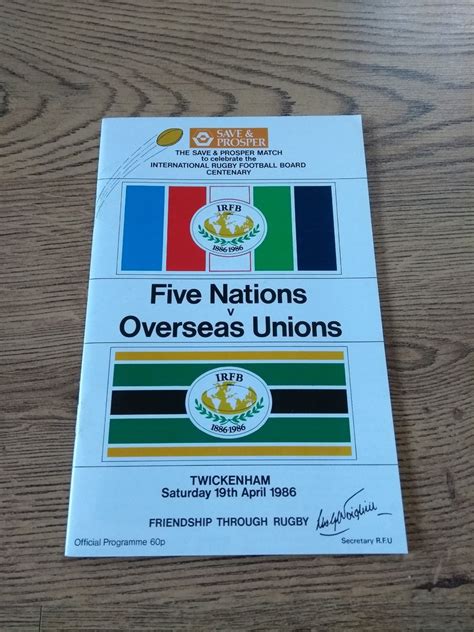 SAVE &
PROSPER
THE SAVE & PROSPER MATCH
to celebrate the
INTERNATIONAL RUGBY FOOTBALL BOARD
CENTENARY
IRFB
1886-1986
Five Nations
v
Overseas Unions
IRFB
1886-1986
TWICKENHAM
Saturday 19th April 1986
FRIENDSHIP THROUGH RUGBY
Official Programme 60p
Secretary R.F.U